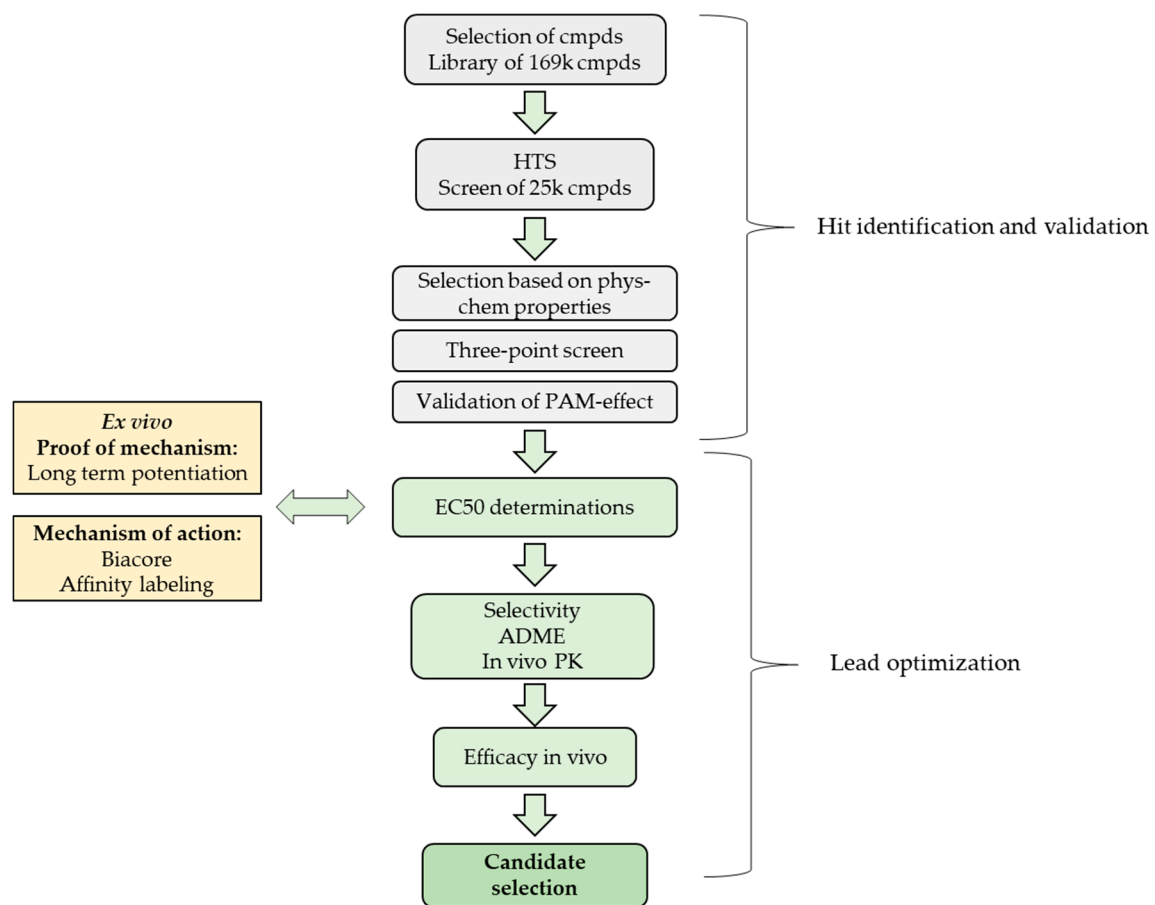 Selection of cmpds
Library of 169k cmpds
HTS
Screen of 25k cmpds
Hit identification and validation
Selection based on phys-
chem properties
Three-point screen
Validation of PAM-effect
Ex vivo
Proof of mechanism:
Long term potentiation
Mechanism of action:
Biacore
Affinity labeling
EC50 determinations
Selectivity
ADME
In vivo PK
Lead optimization
Efficacy in vivo
Candidate
selection